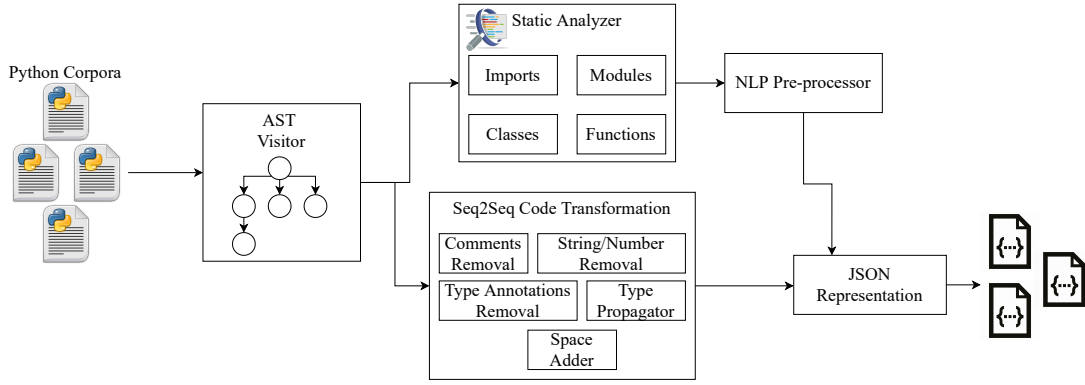 Python Corpora
AST
Visitor
Static Analyzer
Imports
Modules
Classes
Functions
NLP Pre-processor
Seq2Seq Code Transformation
Comments
Removal
String/Number
Removal
Type Annotations
Removal
Type
Propagator
Space
Adder
JSON
Representation
{...}
{...}
{...}